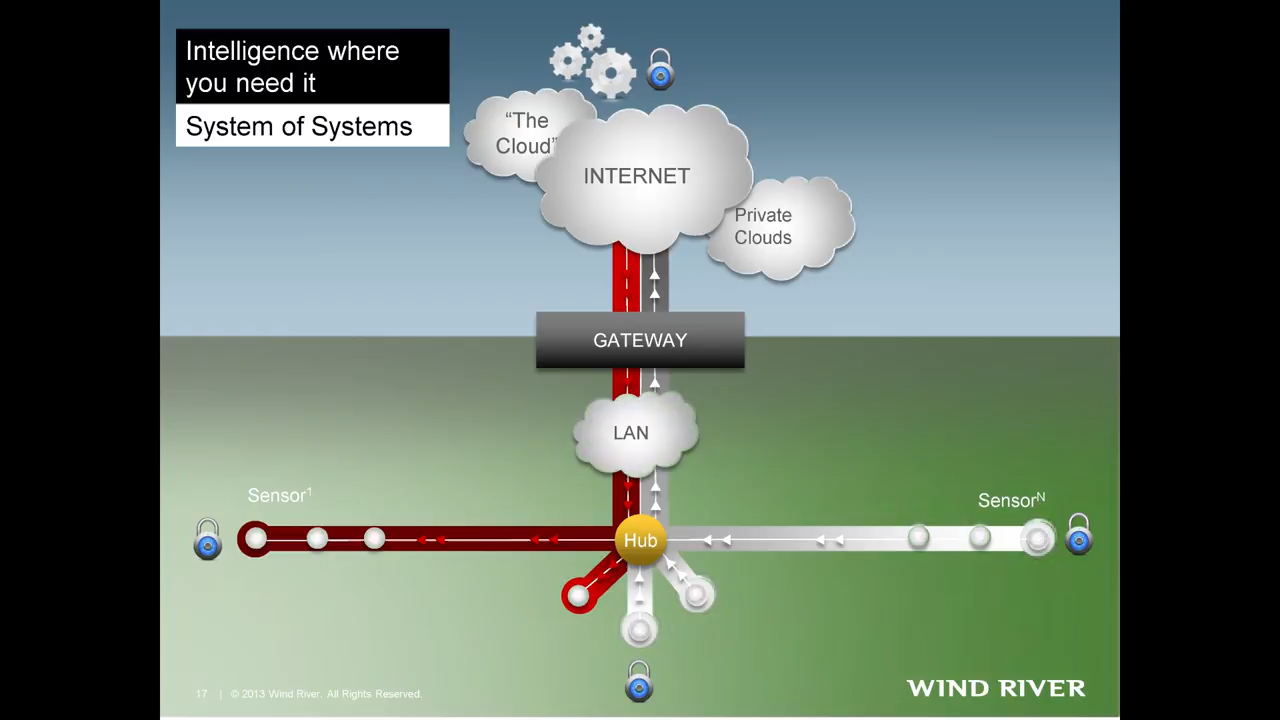 Intelligence where
you need it
System of Systems
“The
Cloud”
INTERNET
Private
Clouds
GATEWAY
LAN
Sensor¹
Sensorᴺ
Hub
17 | © 2013 Wind River. All Rights Reserved.
WIND RIVER